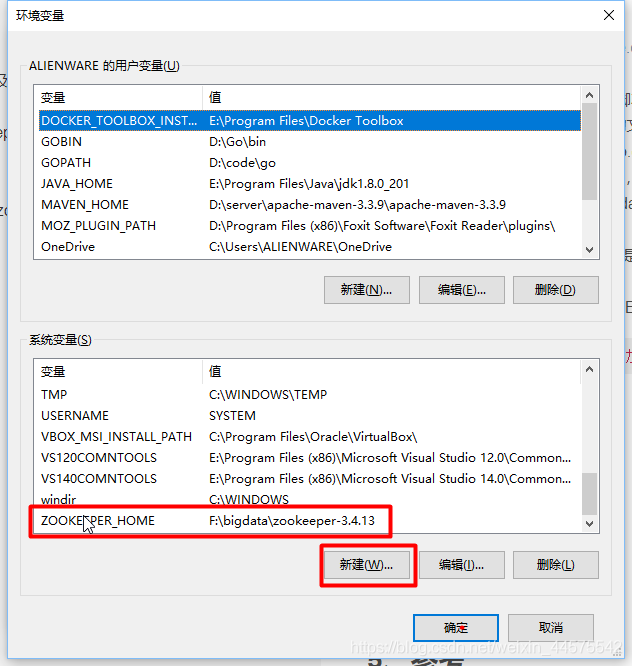 环境变量
ALIENWARE 的用户变量(U)
变量 值
DOCKER_TOOLBOX_INST... E:\Program Files\Docker Toolbox
GOBIN D:\Go\bin
GOPATH D:\code\go
JAVA_HOME E:\Program Files\Java\jdk1.8.0_201
MAVEN_HOME D:\server\apache-maven-3.3.9\apache-maven-3.3.9
MOZ_PLUGIN_PATH D:\Program Files (x86)\Foxit Software\Foxit Reader\plugins\
OneDrive C:\Users\ALIENWARE\OneDrive
新建(N)... 编辑(E)... 删除(D)
系统变量(S)
变量 值
TMP C:\WINDOWS\TEMP
USERNAME SYSTEM
VBOX_MSI_INSTALL_PATH C:\Program Files\Oracle\VirtualBox\
VS120COMNTOOLS E:\Program Files (x86)\Microsoft Visual Studio 12.0\Common...
VS140COMNTOOLS E:\Program Files (x86)\Microsoft Visual Studio 14.0\Common...
windir C:\WINDOWS
ZOOKEEPER_HOME F:\bigdata\zookeeper-3.4.13
新建(W)... 编辑(I)... 删除(L)
确定 取消
https://blog.csdn.net/weixin_44575542
5、参考